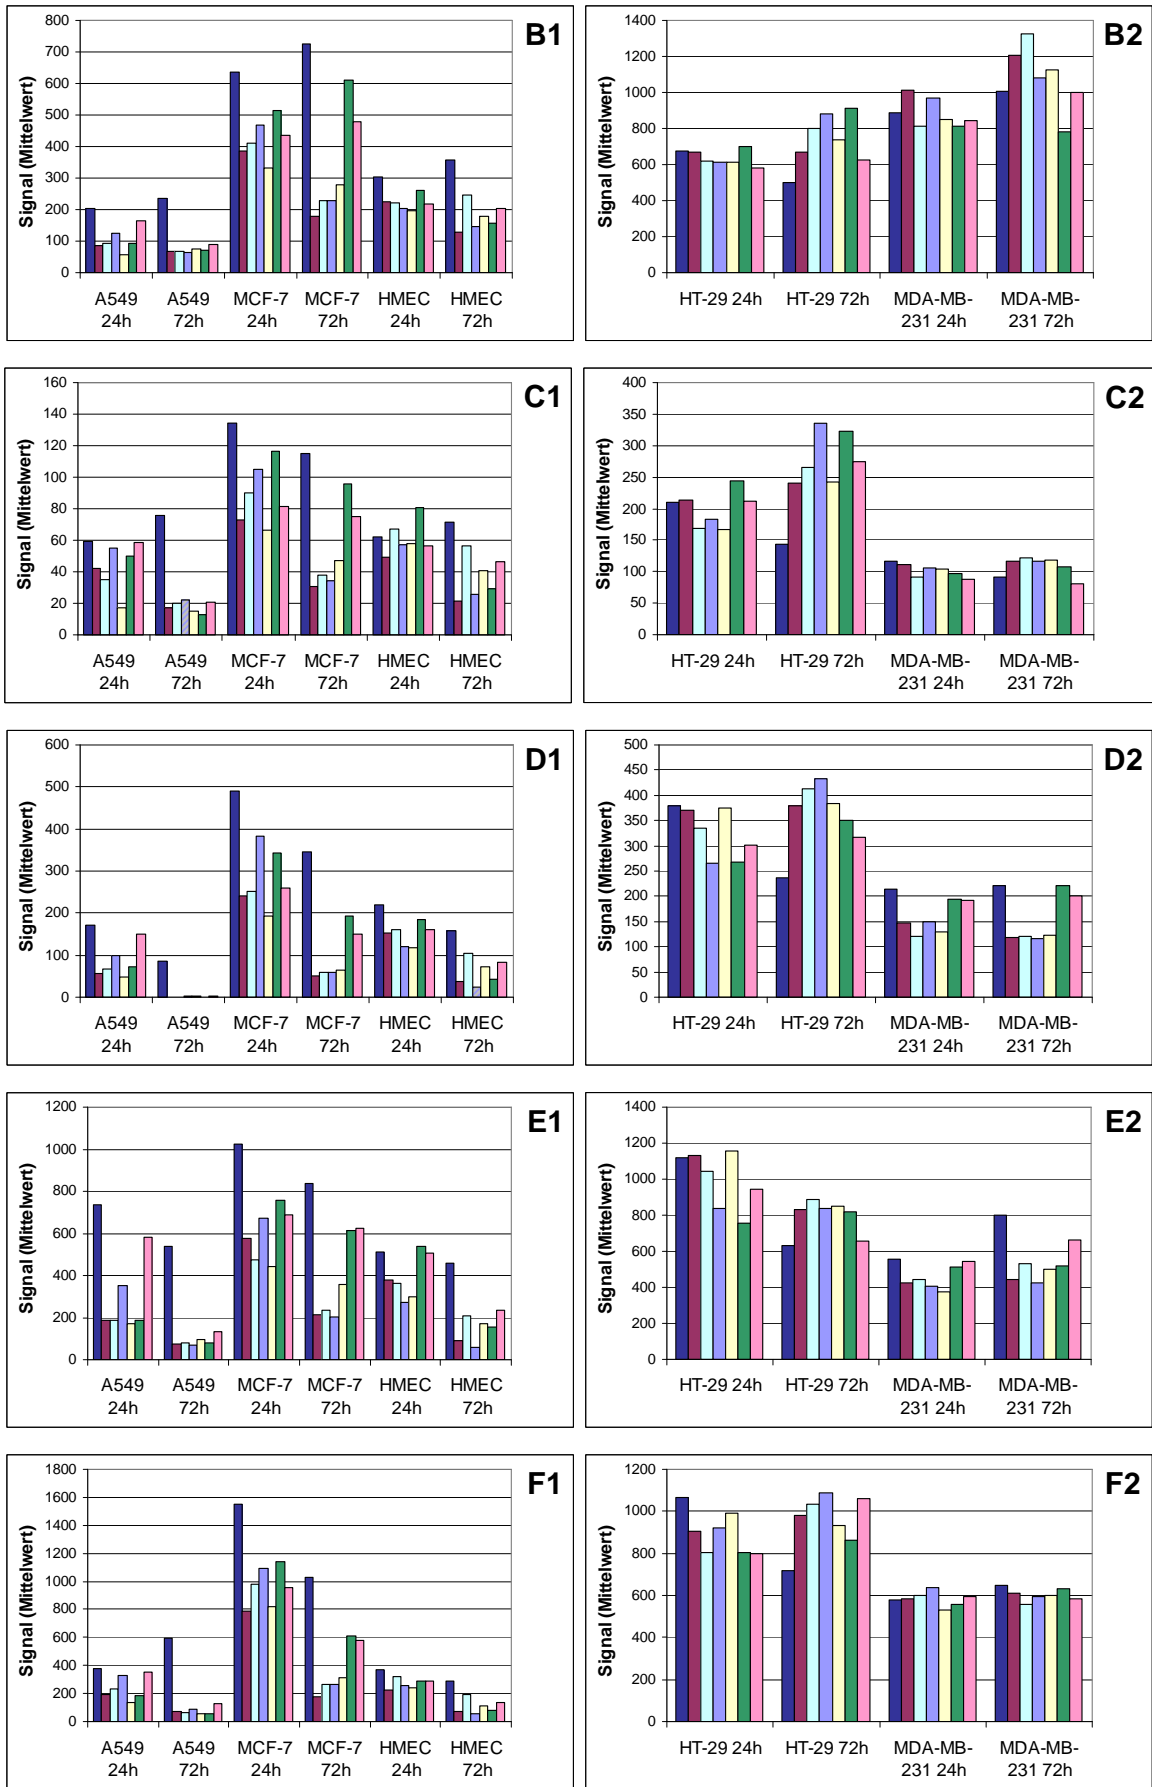 B1
Signal (Mittelwert)
800
700
600
500
400
300
200
100
0
A549 24h
A549 72h
MCF-7 24h
MCF-7 72h
HMEC 24h
HMEC 72h
B2
Signal (Mittelwert)
1400
1200
1000
800
600
400
200
0
HT-29 24h
HT-29 72h
MDA-MB-231 24h
MDA-MB-231 72h
C1
Signal (Mittelwert)
160
140
120
100
80
60
40
20
0
A549 24h
A549 72h
MCF-7 24h
MCF-7 72h
HMEC 24h
HMEC 72h
C2
Signal (Mittelwert)
400
350
300
250
200
150
100
50
0
HT-29 24h
HT-29 72h
MDA-MB-231 24h
MDA-MB-231 72h
D1
Signal (Mittelwert)
600
500
400
300
200
100
0
A549 24h
A549 72h
MCF-7 24h
MCF-7 72h
HMEC 24h
HMEC 72h
D2
Signal (Mittelwert)
500
450
400
350
300
250
200
150
100
50
0
HT-29 24h
HT-29 72h
MDA-MB-231 24h
MDA-MB-231 72h
E1
Signal (Mittelwert)
1200
1000
800
600
400
200
0
A549 24h
A549 72h
MCF-7 24h
MCF-7 72h
HMEC 24h
HMEC 72h
E2
Signal (Mittelwert)
1400
1200
1000
800
600
400
200
0
HT-29 24h
HT-29 72h
MDA-MB-231 24h
MDA-MB-231 72h
F1
Signal (Mittelwert)
1800
1600
1400
1200
1000
800
600
400
200
0
A549 24h
A549 72h
MCF-7 24h
MCF-7 72h
HMEC 24h
HMEC 72h
F2
Signal (Mittelwert)
1200
1000
800
600
400
200
0
HT-29 24h
HT-29 72h
MDA-MB-231 24h
MDA-MB-231 72h